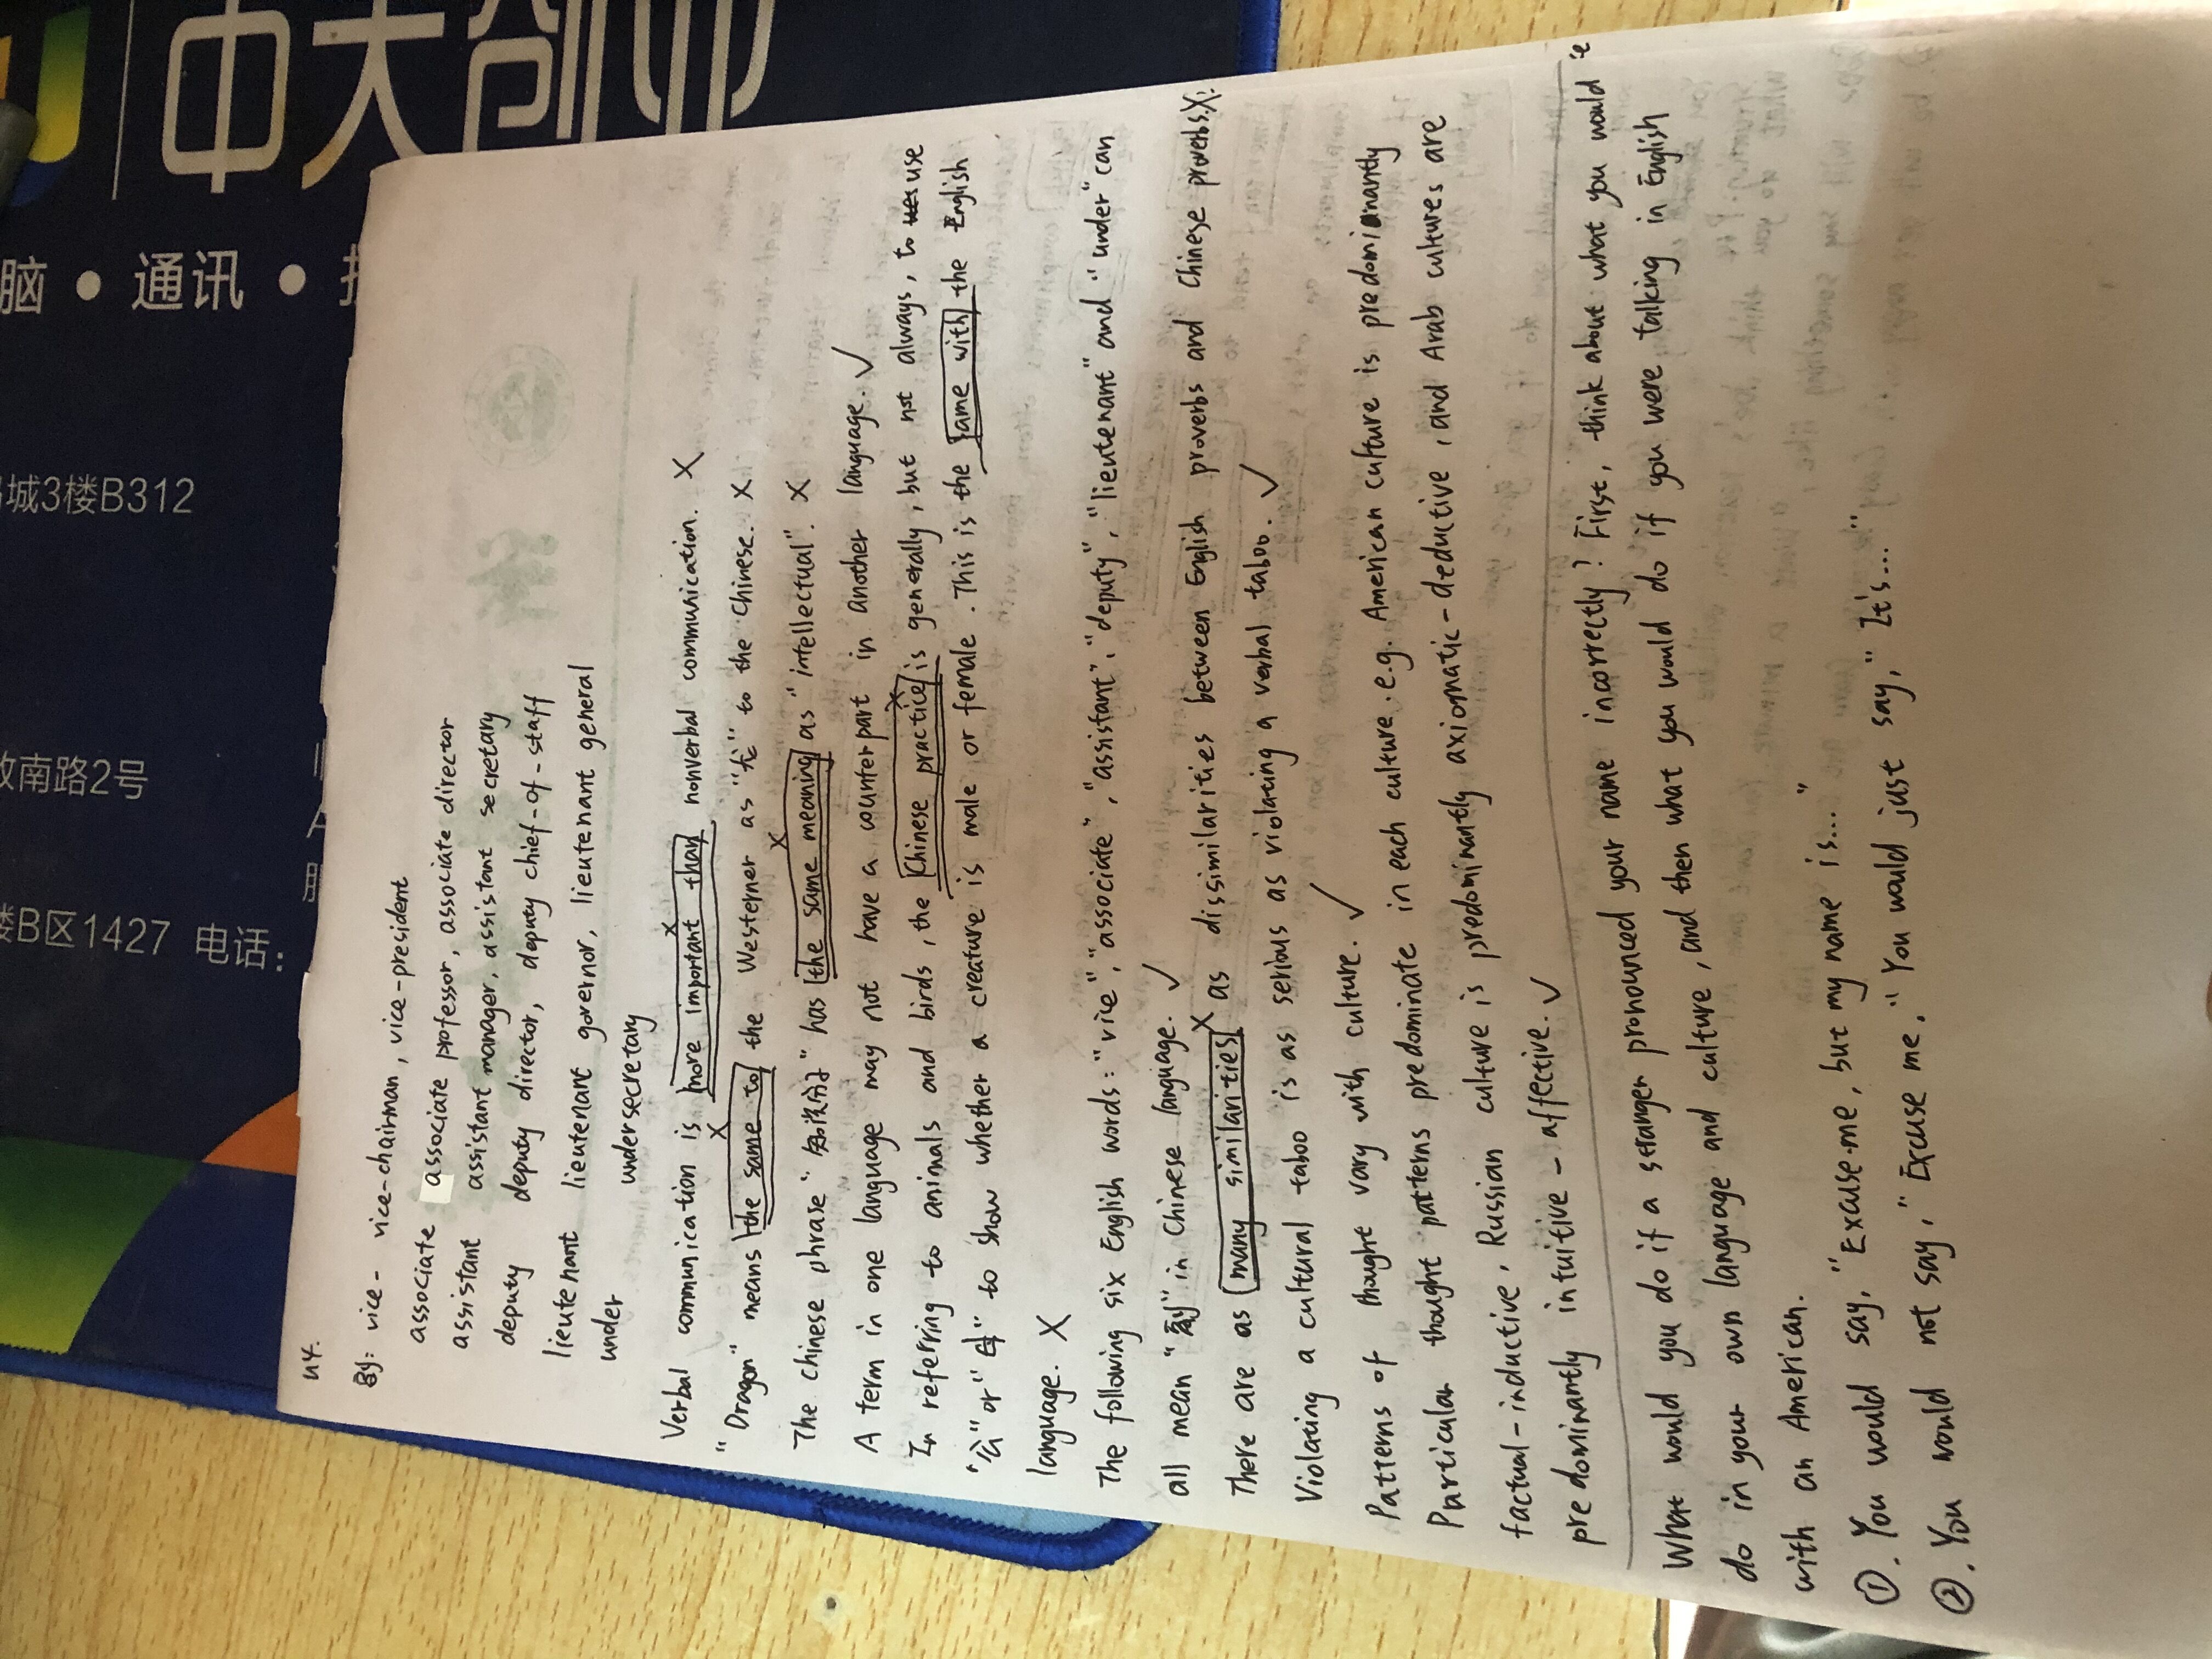 中大创业
脑 • 通讯 •
城3楼B312
南路2号
楼B区1427 电话:
U4.
副: vice- vice-chairman, vice-president
associate associate professor, associate director
assistant assistant manager, assistant secretary
deputy deputy director, deputy chief-of-staff
lieutenant lieutenant governor, lieutenant general
under undersecretary
Verbal communication is more important than nonverbal communication. X
"Dragon" means the same to the Westerner as "龙" to the Chinese. X
The Chinese phrase "知识分子" has the same meaning as "intellectual". X
A term in one language may not have a counterpart in another language. ✓
In referring to animals and birds, the Chinese practice is generally, but not always, to use
"公" or "母" to show whether a creature is male or female. This is the same with the English
language. X
The following six English words: "vice", "associate", "assistant", "deputy", "lieutenant" and "under" can
all mean "副" in Chinese language. ✓
There are as many similarities as dissimilarities between English proverbs and Chinese proverbs. X
Violating a cultural taboo is as serious as violating a verbal taboo. ✓
Patterns of thought vary with culture. ✓
Particular thought patterns predominate in each culture. e.g. American culture is predominantly
factual-inductive, Russian culture is predominantly axiomatic-deductive, and Arab cultures are
predominantly intuitive-affective. ✓
What would you do if a stranger pronounced your name incorrectly? First, think about what you would
do in your own language and culture, and then what you would do if you were talking in English
with an American.
①. You would say, "Excuse me, but my name is..."
②. You would not say, "Excuse me." You would just say, "It's..."